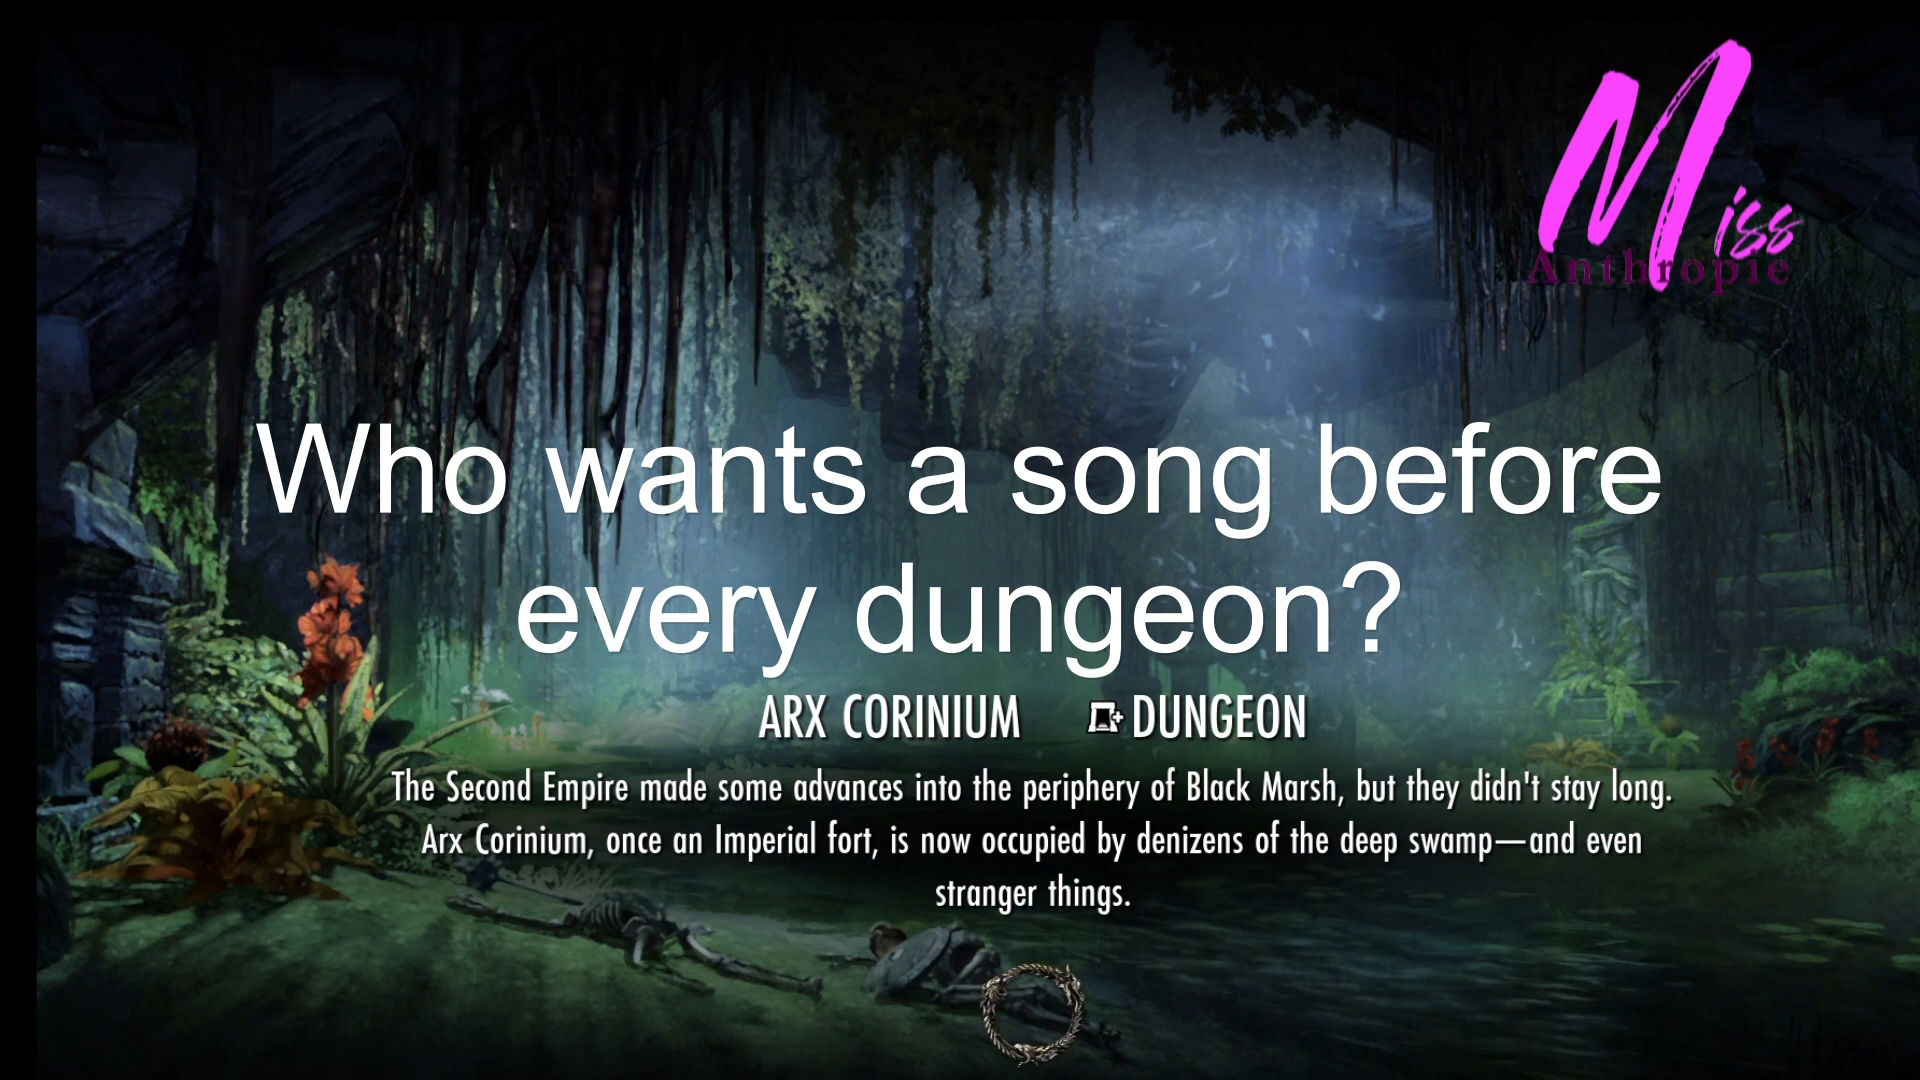 Miss
Anthropie
Who wants a song before
every dungeon?
ARX CORINIUM DUNGEON
The Second Empire made some advances into the periphery of Black Marsh, but they didn't stay long.
Arx Corinium, once an Imperial fort, is now occupied by denizens of the deep swamp—and even
stranger things.